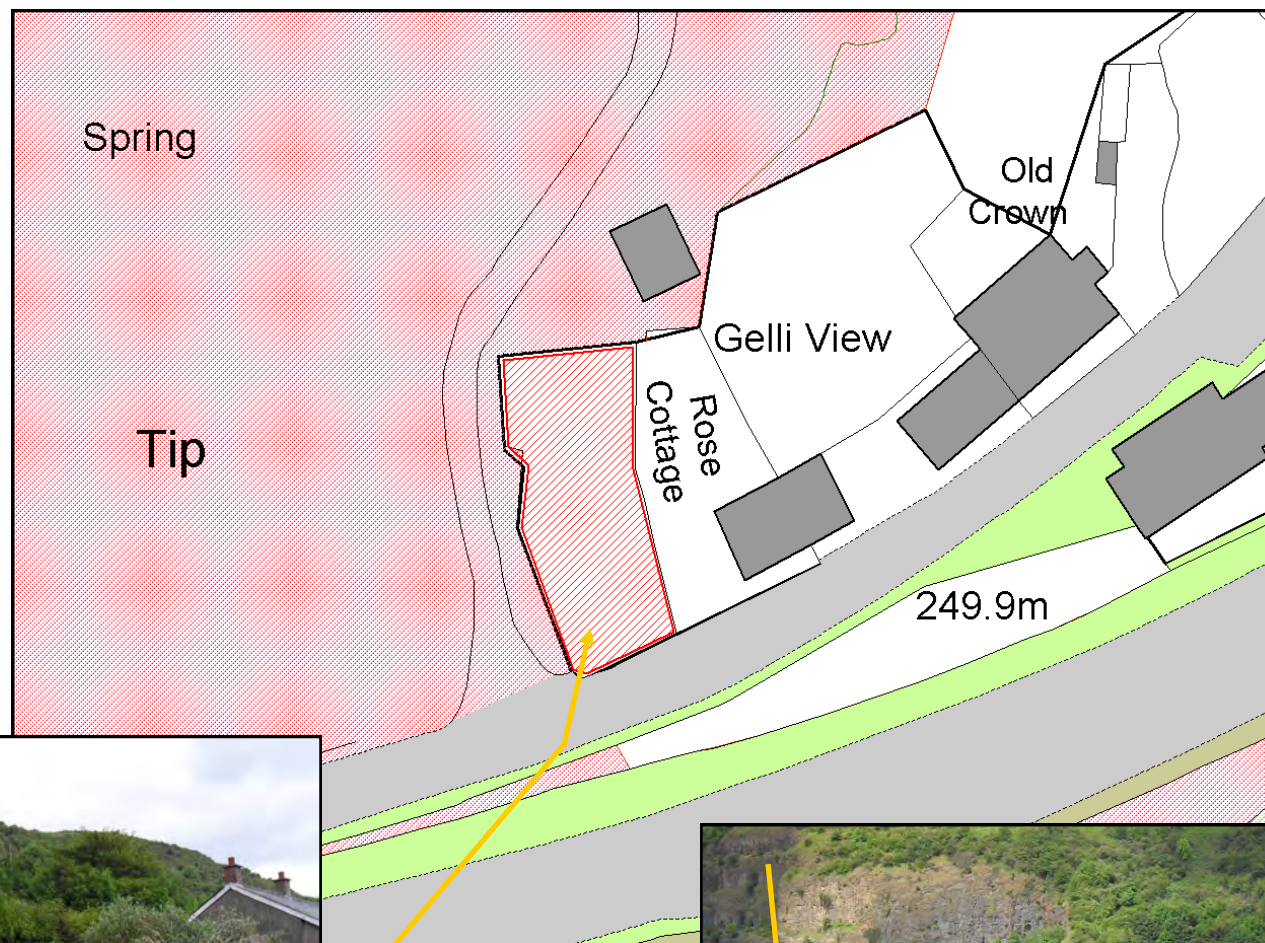 Spring
Old
Crown
Gelli View
Rose
Cottage
Tip
249.9m